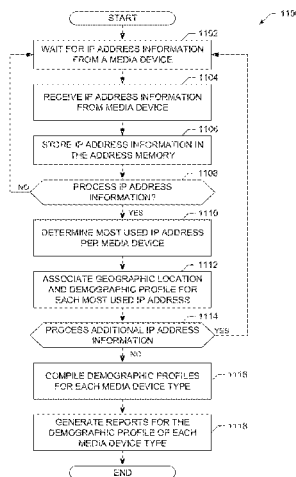 START
1100
1102
WAIT FOR IP ADDRESS INFORMATION
FROM A MEDIA DEVICE
1104
RECEIVE IP ADDRESS INFORMATION
FROM MEDIA DEVICE
1106
STORE IP ADDRESS INFORMATION IN
THE ADDRESS MEMORY
1108
NO
PROCESS IP ADDRESS
INFORMATION?
YES
1110
DETERMINE MOST USED IP ADDRESS
PER MEDIA DEVICE
1112
ASSOCIATE GEOGRAPHIC LOCATION
AND DEMOGRAPHIC PROFILE FOR
EACH MOST USED IP ADDRESS
1114
PROCESS ADDITIONAL IP ADDRESS
INFORMATION
YES
NO
1116
COMPILE DEMOGRAPHIC PROFILES
FOR EACH MEDIA DEVICE TYPE
1118
GENERATE REPORTS FOR THE
DEMOGRAPHIC PROFILE OF EACH
MEDIA DEVICE TYPE
END